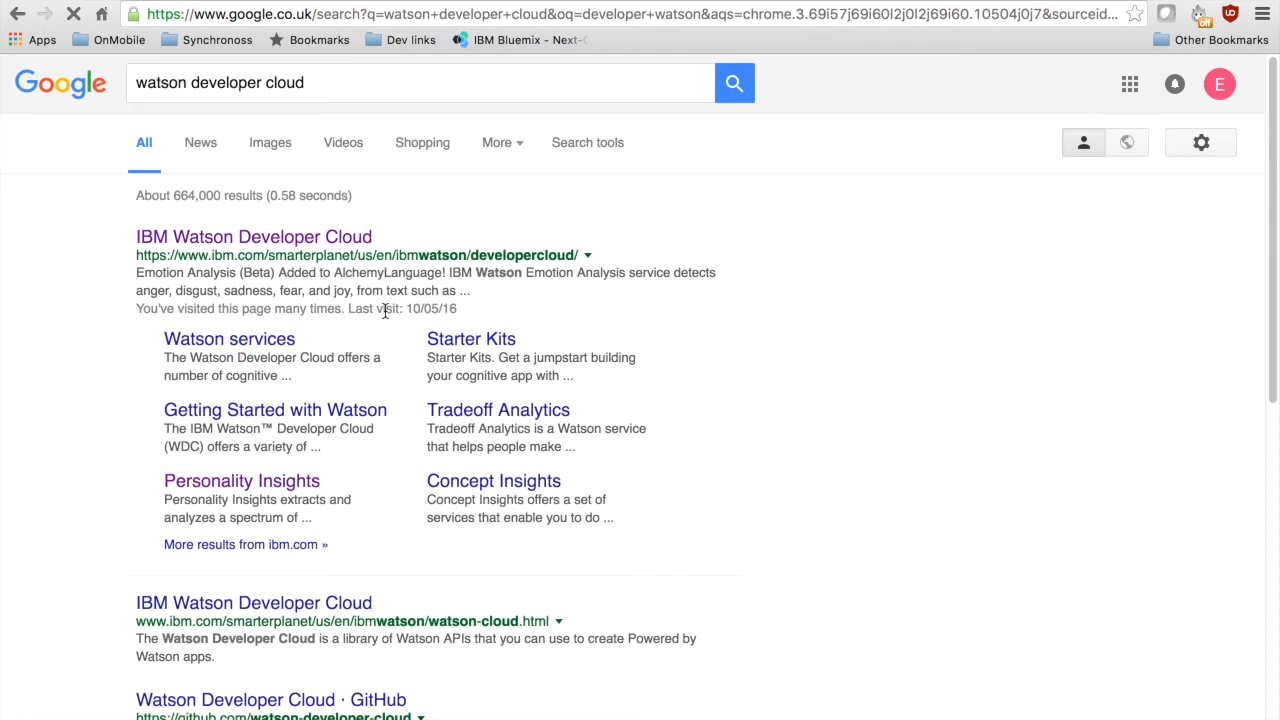 https://www.google.co.uk/search?q=watson+developer+cloud&oq=developer+watson&aqs=chrome.3.69i57j69i60l2j0l2j69i60.10504j0j7&sourceid...
off
Apps OnMobile Synchronoss Bookmarks Dev links IBM Bluemix - Next- Other Bookmarks
Google watson developer cloud E
All News Images Videos Shopping More Search tools
About 664,000 results (0.58 seconds)
IBM Watson Developer Cloud
https://www.ibm.com/smarterplanet/us/en/ibmwatson/developercloud/
Emotion Analysis (Beta) Added to AlchemyLanguage! IBM Watson Emotion Analysis service detects
anger, disgust, sadness, fear, and joy, from text such as ...
You've visited this page many times. Last visit: 10/05/16
Watson services
The Watson Developer Cloud offers a
number of cognitive ...
Starter Kits
Starter Kits. Get a jumpstart building
your cognitive app with ...
Getting Started with Watson
The IBM Watson™ Developer Cloud
(WDC) offers a variety of ...
Tradeoff Analytics
Tradeoff Analytics is a Watson service
that helps people make ...
Personality Insights
Personality Insights extracts and
analyzes a spectrum of ...
Concept Insights
Concept Insights offers a set of
services that enable you to do ...
More results from ibm.com »
IBM Watson Developer Cloud
www.ibm.com/smarterplanet/us/en/ibmwatson/watson-cloud.html
The Watson Developer Cloud is a library of Watson APIs that you can use to create Powered by
Watson apps.
Watson Developer Cloud · GitHub
https://github.com/watson-developer-cloud